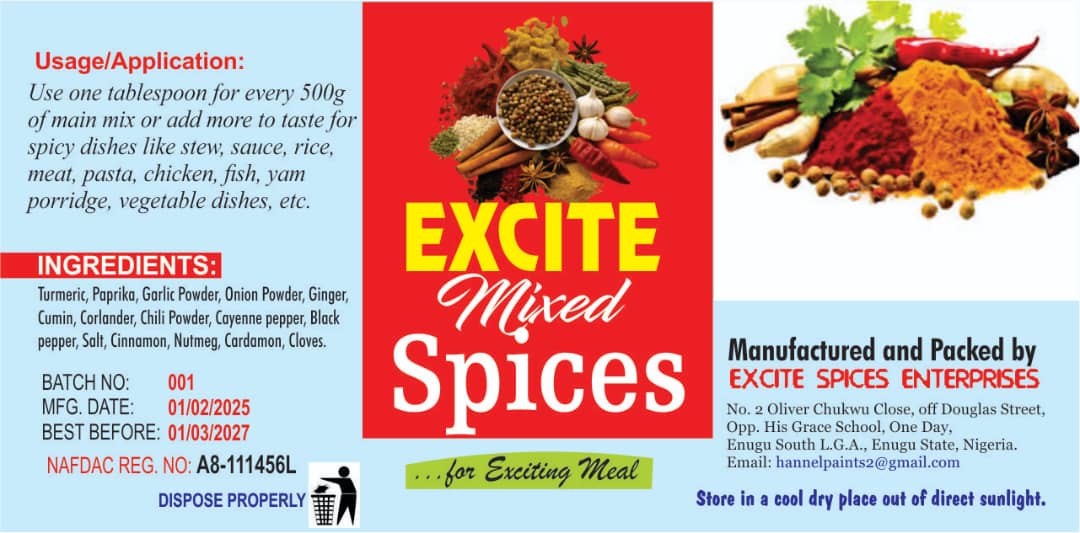 Usage/Application:
Use one tablespoon for every 500g
of main mix or add more to taste for
spicy dishes like stew, sauce, rice,
meat, pasta, chicken, fish, yam
porridge, vegetable dishes, etc.
INGREDIENTS:
Turmeric, Paprika, Garlic Powder, Onion Powder, Ginger,
Cumin, Corlander, Chili Powder, Cayenne pepper, Black
pepper, Salt, Cinnamon, Nutmeg, Cardamon, Cloves.
BATCH NO: 001
MFG. DATE: 01/02/2025
BEST BEFORE: 01/03/2027
NAFDAC REG. NO: A8-111456L
DISPOSE PROPERLY
EXCITE
Mixed
Spices
...for Exciting Meal
Manufactured and Packed by
EXCITE SPICES ENTERPRISES
No. 2 Oliver Chukwu Close, off Douglas Street,
Opp. His Grace School, One Day,
Enugu South L.G.A., Enugu State, Nigeria.
Email: hannelpaints2@gmail.com
Store in a cool dry place out of direct sunlight.